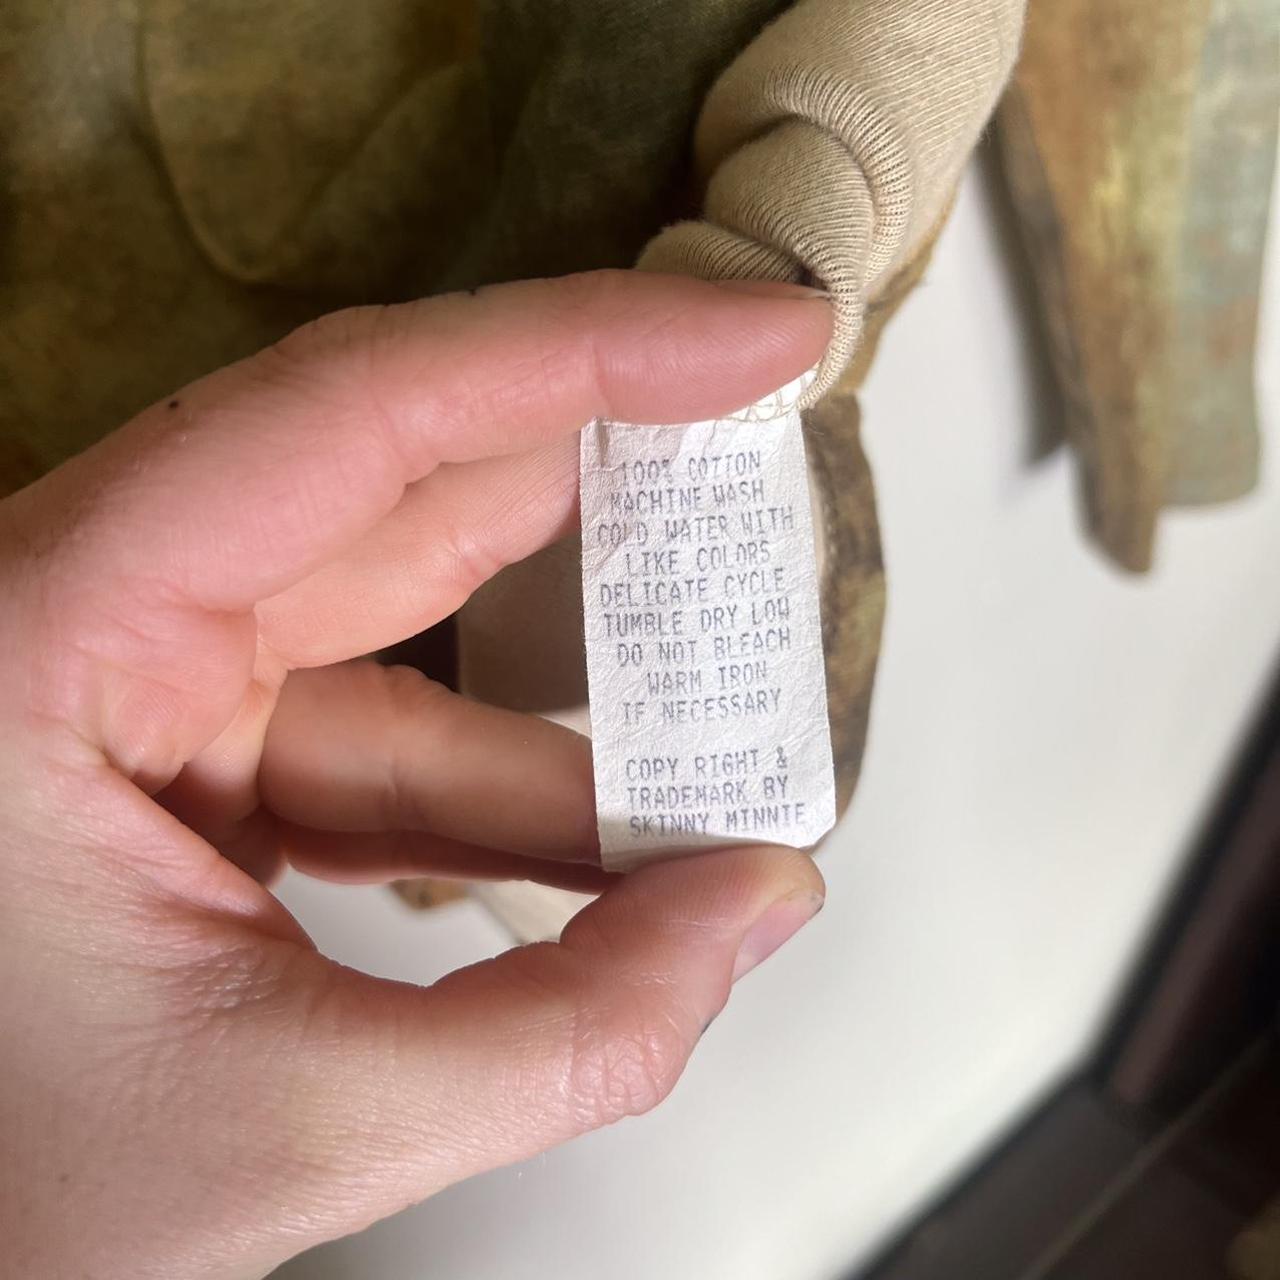 100% COTTON
MACHINE WASH
COLD WATER WITH
LIKE COLORS
DELICATE CYCLE
TUMBLE DRY LOW
DO NOT BLEACH
WARM IRON
IF NECESSARY
COPY RIGHT &
TRADEMARK BY
SKINNY MINNIE